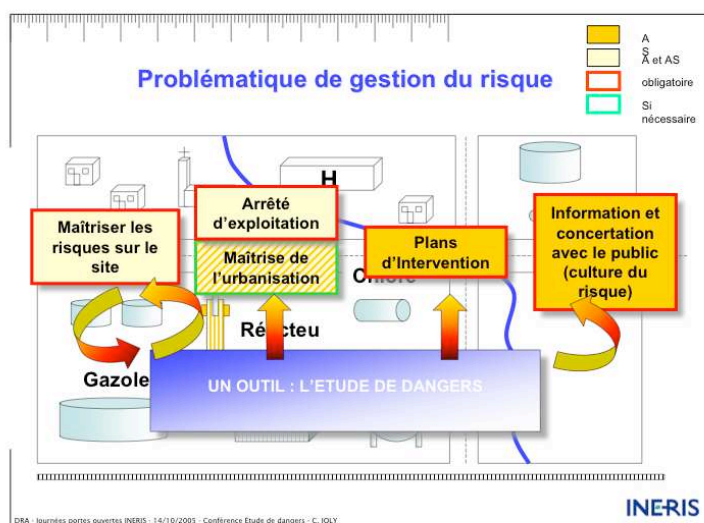 Problématique de gestion du risque
A
S
A et AS
obligatoire
Si
nécessaire
H
Maîtriser les
risques sur le
site
Arrêté
d'exploitation
Maîtrise de
l'urbanisation
Plans
d'Intervention
Information et
concertation
avec le public
(culture du
risque)
Gazole
UN OUTIL : L'ETUDE DE DANGERS
DRA - Journées portes ouvertes INERIS - 14/10/2005 - Conférence Etude de dangers - C. JOLY
INERIS